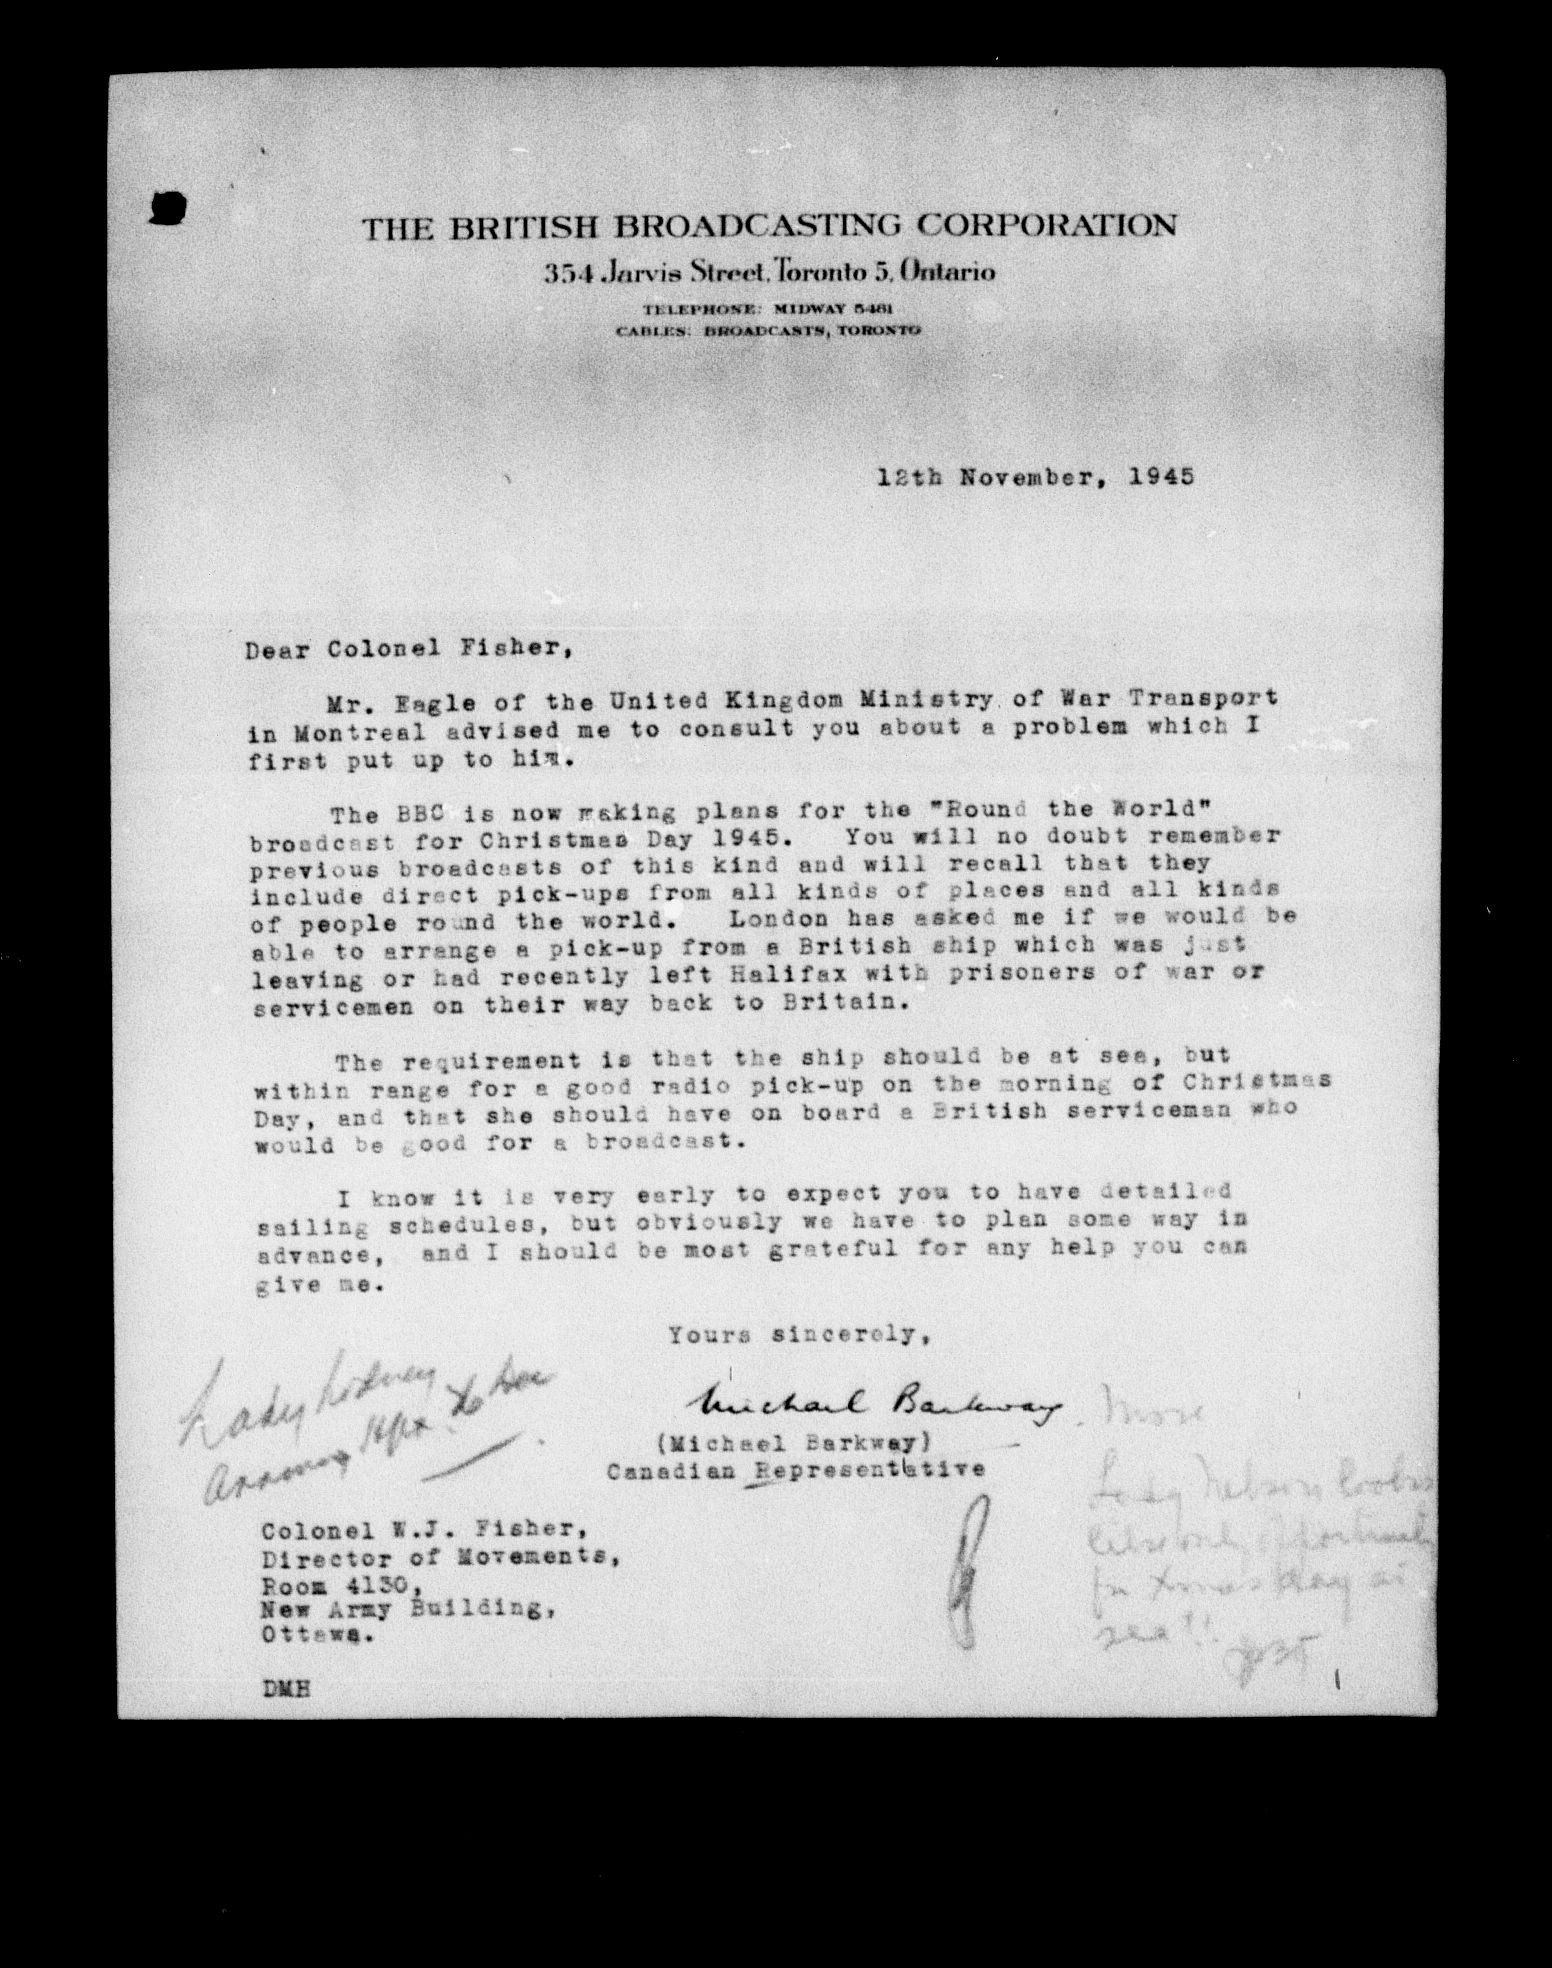 THE BRITISH BROADCASTING CORPORATION
354 Jarvis Street, Toronto 5, Ontario
TELEPHONE: MIDWAY 5481
CABLES: BROADCASTS, TORONTO
12th November, 1945
Dear Colonel Fisher,
Mr. Eagle of the United Kingdom Ministry of War Transport
in Montreal advised me to consult you about a problem which I
first put up to him.
The BBC is now making plans for the "Round the World"
broadcast for Christmas Day 1945. You will no doubt remember
previous broadcasts of this kind and will recall that they
include direct pick-ups from all kinds of places and all kinds
of people round the world. London has asked me if we would be
able to arrange a pick-up from a British ship which was just
leaving or had recently left Halifax with prisoners of war or
servicemen on their way back to Britain.
The requirement is that the ship should be at sea, but
within range for a good radio pick-up on the morning of Christmas
Day, and that she should have on board a British serviceman who
would be good for a broadcast.
I know it is very early to expect you to have detailed
sailing schedules, but obviously we have to plan some way in
advance, and I should be most grateful for any help you can
give me.
Yours sincerely,
Michael Barkway
(Michael Barkway)
Canadian Representative
Lady Rodney
Lady Nelson looks
Xmas day at
sea!!
Colonel W.J. Fisher,
Director of Movements,
Room 4130,
New Army Building,
Ottawa.
DMH